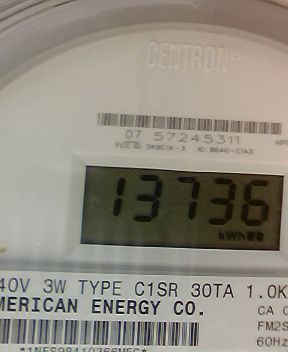 CENTRON®
07 57245311
13736
kWh
40V 3W TYPE C1SR 30TA 1.0K
MERICAN ENERGY CO.
CA
FM2S
60Hz